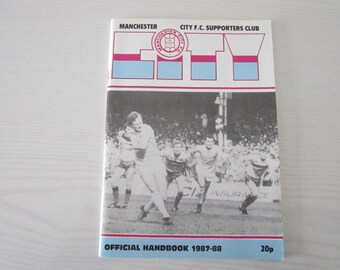 MANCHESTER CITY F.C. SUPPORTERS CLUB
CITY
OFFICIAL HANDBOOK 1987-88 20p